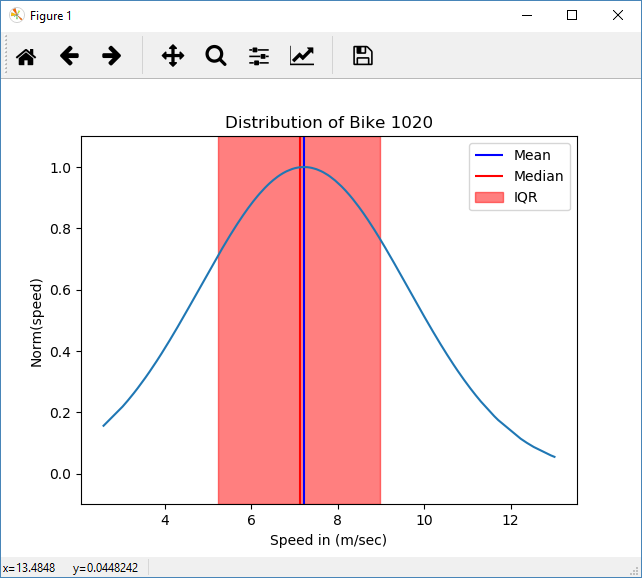 Figure 1
Distribution of Bike 1020
Mean
Median
IQR
1.0
0.8
0.6
0.4
0.2
0.0
Norm(speed)
4 6 8 10 12
Speed in (m/sec)
x=13.4848 y=0.0448242